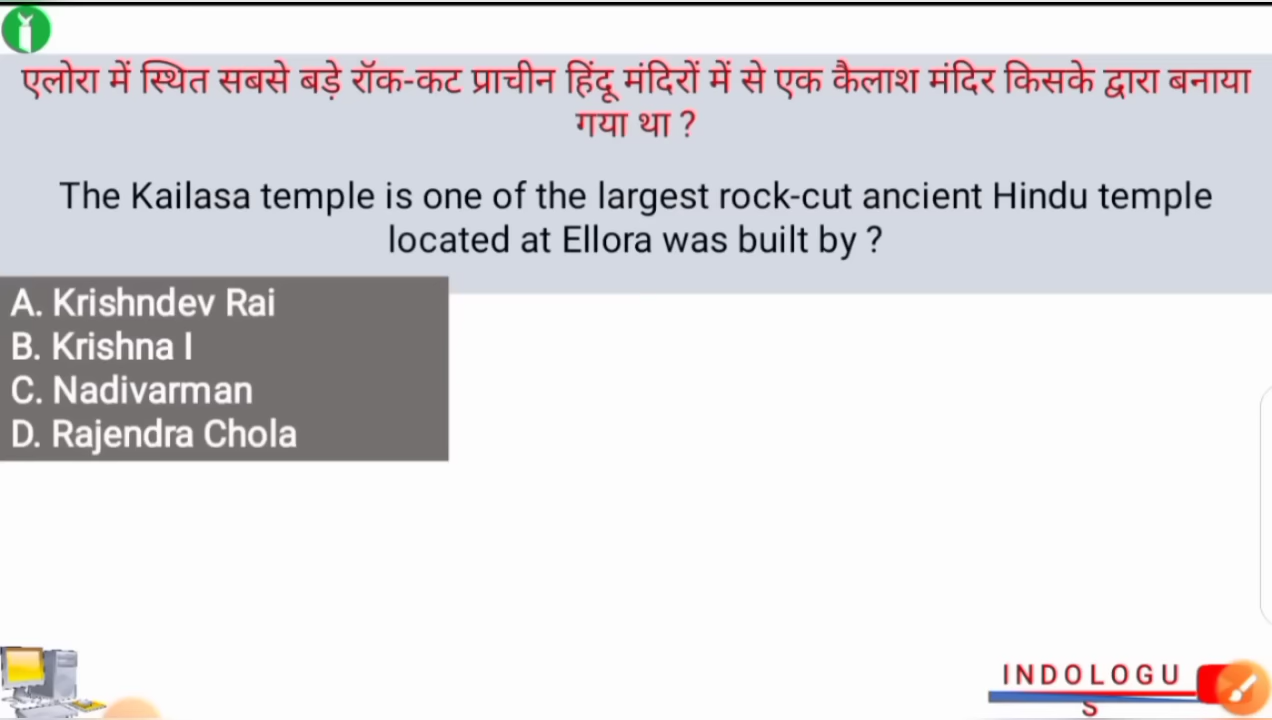 एलोरा में स्थित सबसे बड़े रॉक-कट प्राचीन हिंदू मंदिरों में से एक कैलाश मंदिर किसके द्वारा बनाया
गया था ?
The Kailasa temple is one of the largest rock-cut ancient Hindu temple
located at Ellora was built by ?
A. Krishndev Rai
B. Krishna I
C. Nadivarman
D. Rajendra Chola
INDOLOGU
S